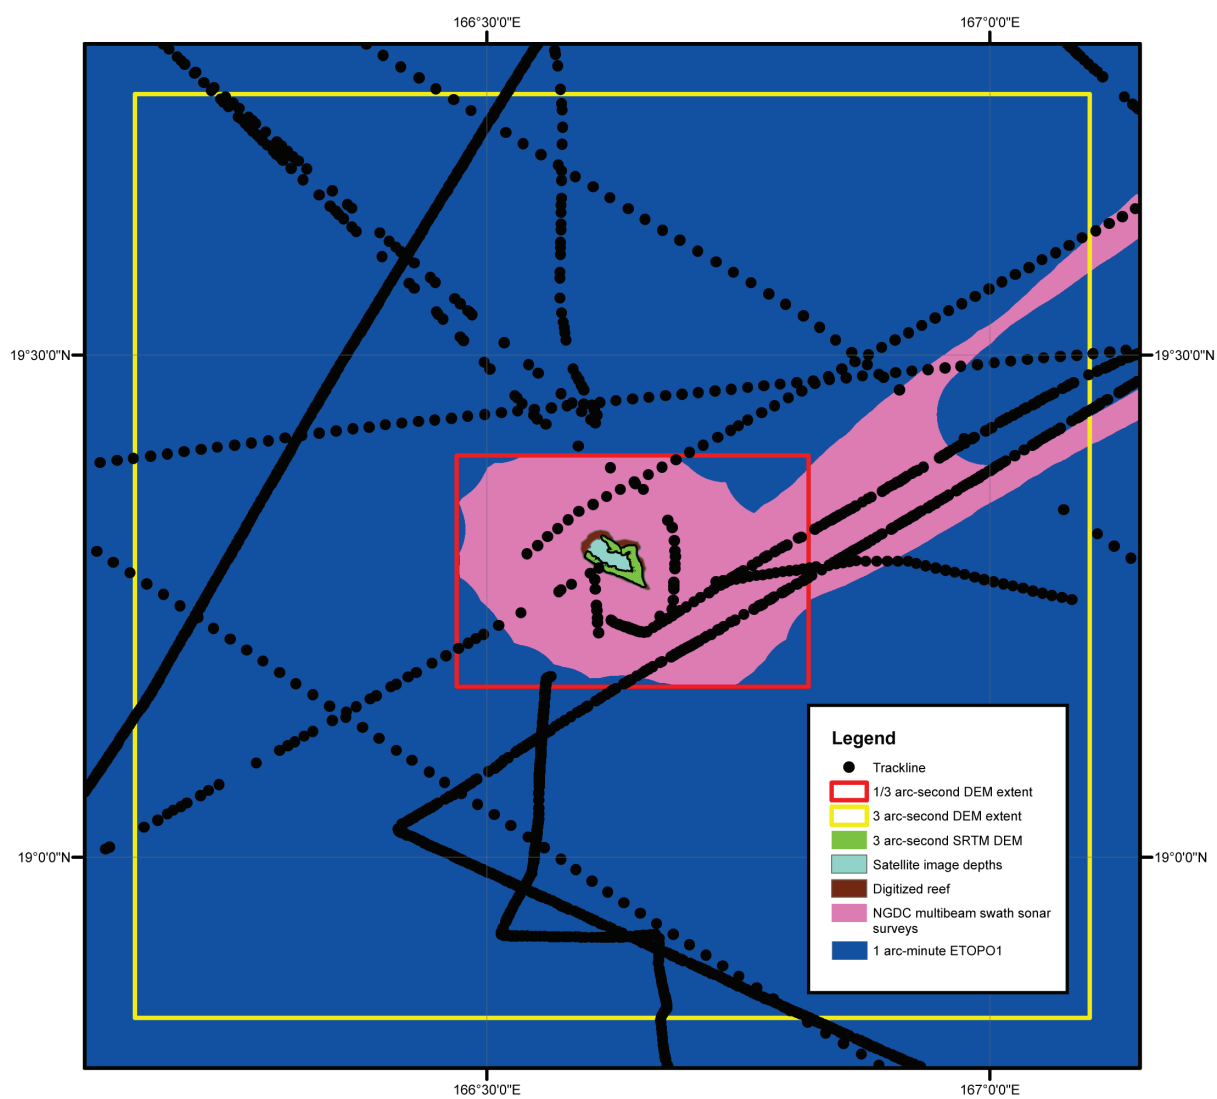 166°30'0"E
167°0'0"E
19°30'0"N
19°30'0"N
Legend
Trackline
1/3 arc-second DEM extent
3 arc-second DEM extent
3 arc-second SRTM DEM
Satellite image depths
Digitized reef
NGDC multibeam swath sonar
surveys
1 arc-minute ETOPO1
19°0'0"N
19°0'0"N
166°30'0"E
167°0'0"E